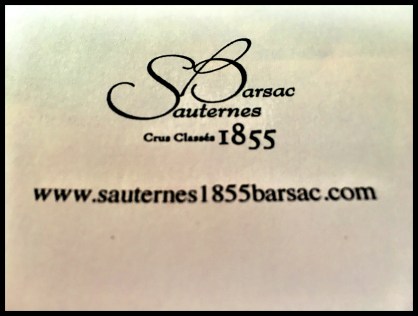 Barsac
Sauternes
Crus Classés 1855
www.sauternes1855barsac.com